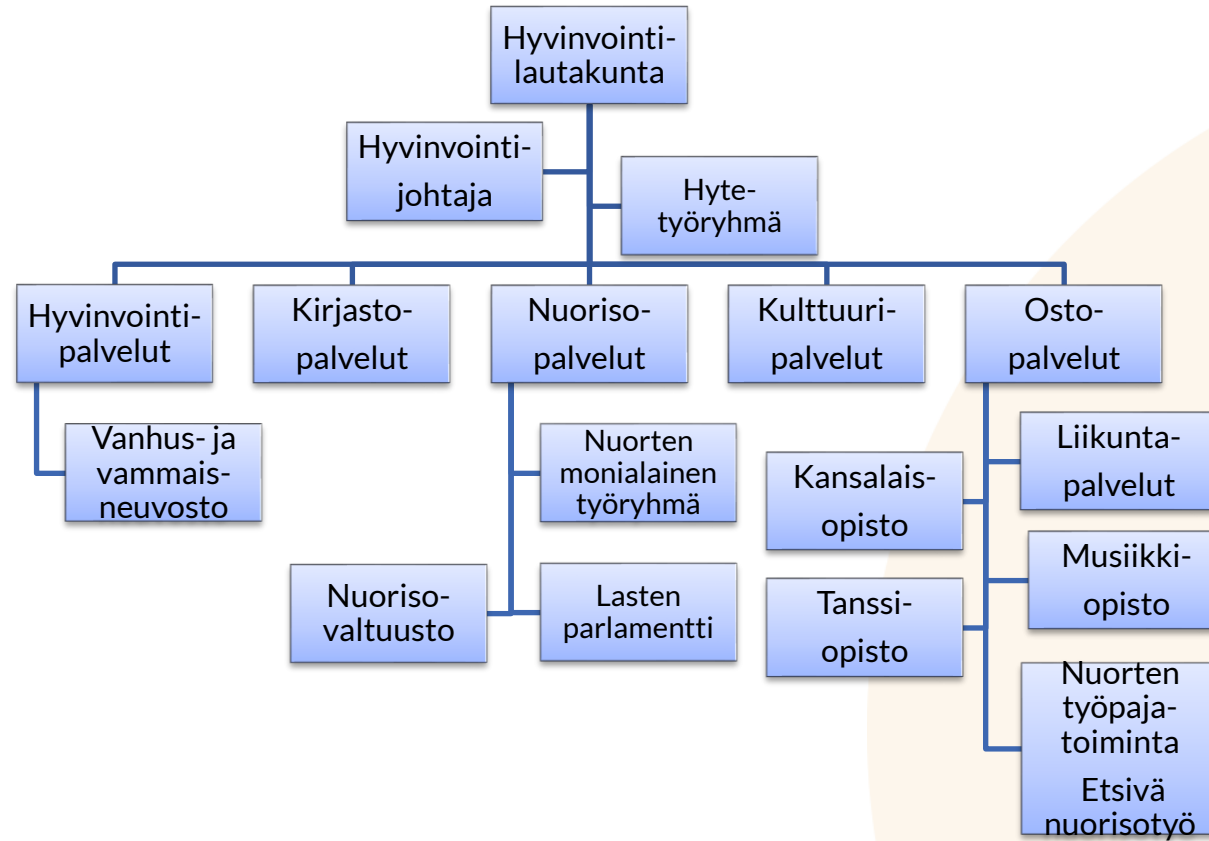 Hyvinvointi-
lautakunta
Hyvinvointi-
johtaja
Hyte-
työryhmä
Hyvinvointi-
palvelut
Kirjasto-
palvelut
Nuoriso-
palvelut
Kulttuuri-
palvelut
Osto-
palvelut
Vanhus- ja
vammais-
neuvosto
Nuorten
monialainen
työryhmä
Nuoriso-
valtuusto
Lasten
parlamentti
Kansalais-
opisto
Liikunta-
palvelut
Tanssi-
opisto
Musiikki-
opisto
Nuorten
työpaja-
toiminta
Etsivä
nuorisotyö